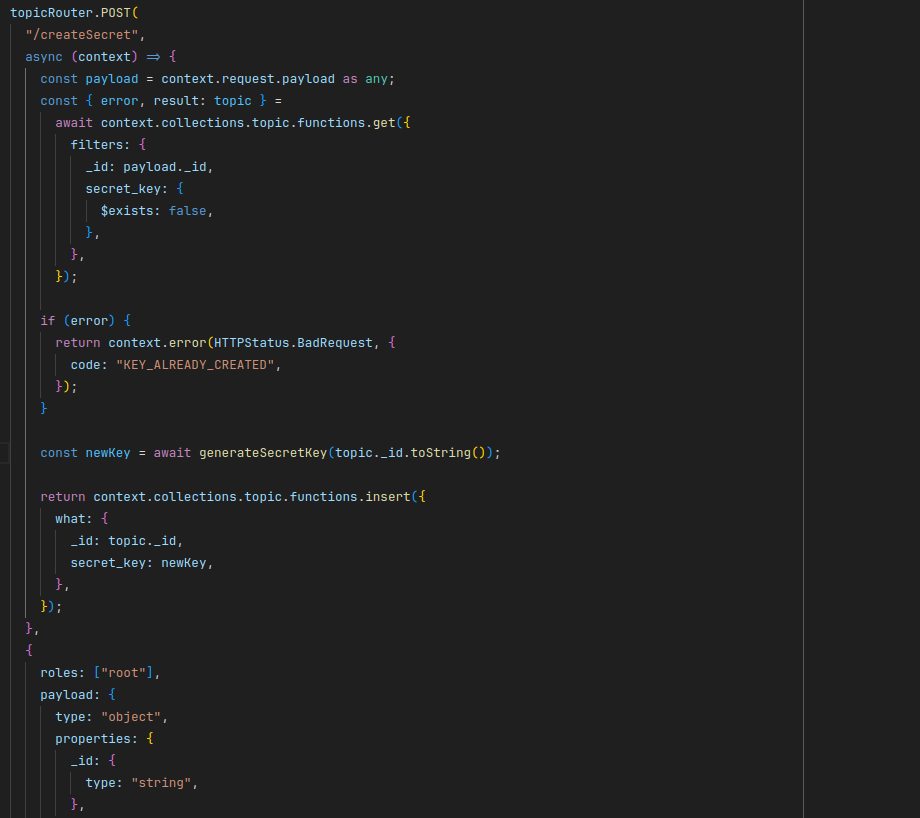 topicRouter.POST(
"/createSecret",
async (context) => {
const payload = context.request.payload as any;
const { error, result: topic } =
await context.collections.topic.functions.get({
filters: {
_id: payload._id,
secret_key: {
$exists: false,
},
},
});
if (error) {
return context.error(HTTPStatus.BadRequest, {
code: "KEY_ALREADY_CREATED",
});
}
const newKey = await generateSecretKey(topic._id.toString());
return context.collections.topic.functions.insert({
what: {
_id: topic._id,
secret_key: newKey,
},
});
},
{
roles: ["root"],
payload: {
type: "object",
properties: {
_id: {
type: "string",
},